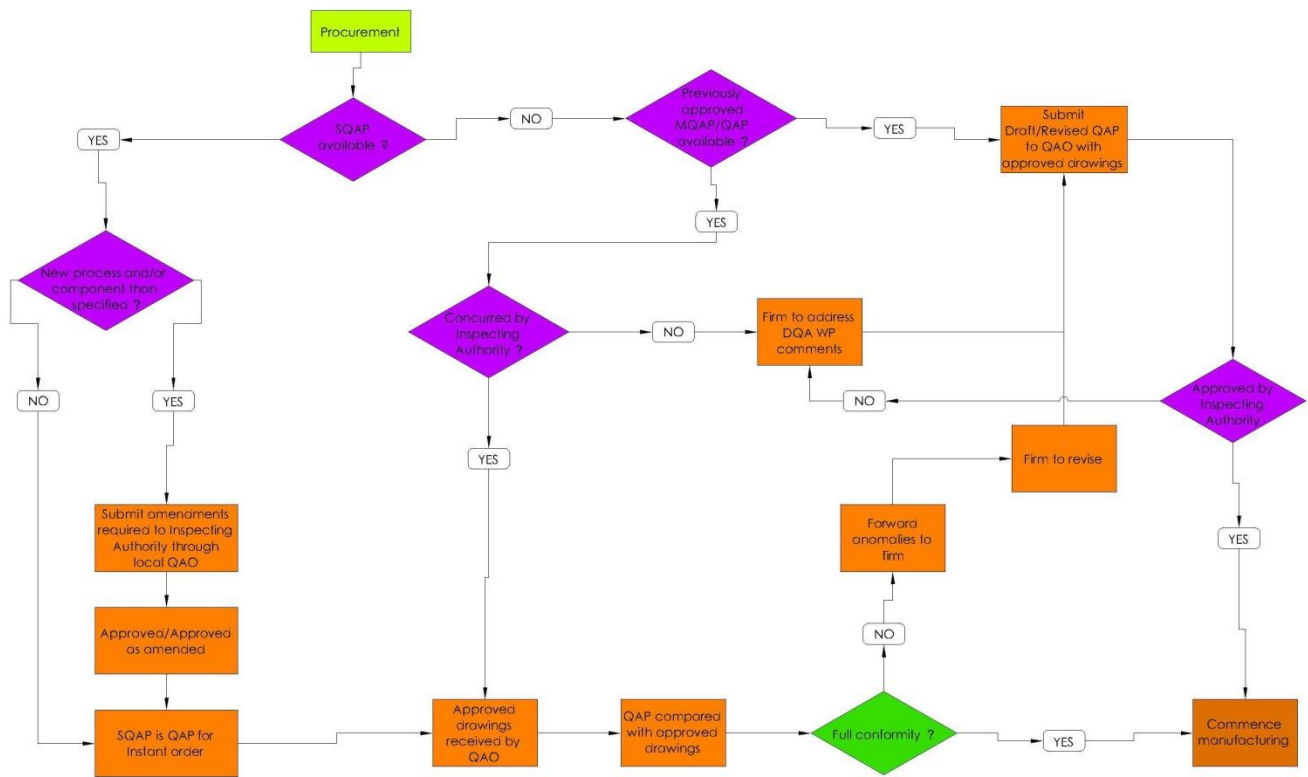 Procurement
SQAP
available ?
NO
Previously
approved
MQAP/QAP
available ?
YES
Submit
Draft/Revised QAP
to QAO with
approved drawings
YES
YES
New process and/or
component than
specified ?
Concurred by
Inspecting
Authority ?
NO
Firm to address
DQA WP
comments
NO
Approved by
Inspecting
Authority
NO
YES
YES
Firm to revise
Submit amendments
required to Inspecting
Authority through
local QAO
Forward
anomalies to
firm
YES
Approved/Approved
as amended
NO
SQAP is QAP for
Instant order
Approved
drawings
received by
QAO
QAP compared
with approved
drawings
Full conformity ?
YES
Commence
manufacturing